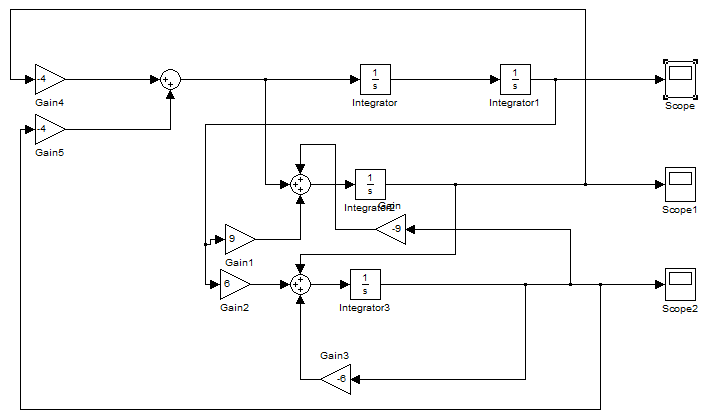 -4
Gain4
1
s
Integrator
1
s
Integrator1
Scope
-4
Gain5
1
s
Integrator2
Gain
-9
Scope1
9
Gain1
6
Gain2
1
s
Integrator3
Scope2
Gain3
-6